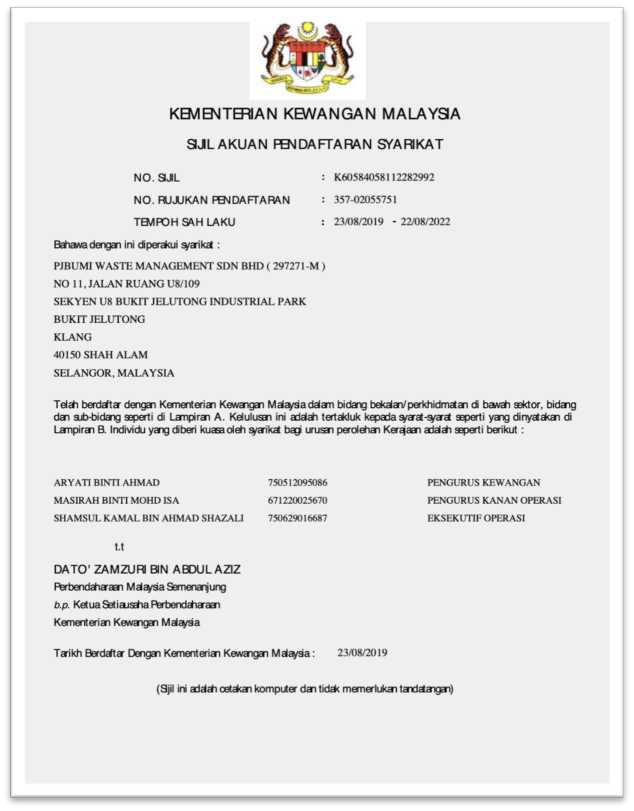 KEMENTERIAN KEWANGAN MALAYSIA
SIJIL AKUAN PENDAFTARAN SYARIKAT
NO. SIJIL : K60584058112282992
NO. RUJUKAN PENDAFTARAN : 357-02055751
TEMPOH SAH LAKU : 23/08/2019 - 22/08/2022
Bahawa dengan ini diperakui syarikat :
PJBUMI WASTE MANAGEMENT SDN BHD ( 297271-M )
NO 11, JALAN RUANG U8/109
SEKYEN U8 BUKIT JELUTONG INDUSTRIAL PARK
BUKIT JELUTONG
KLANG
40150 SHAH ALAM
SELANGOR, MALAYSIA
Telah berdaftar dengan Kementerian Kewangan Malaysia dalam bidang bekalan/perkhidmatan di bawah sektor, bidang
dan sub-bidang seperti di Lampiran A. Kelulusan ini adalah tertakluk kepada syarat-syarat seperti yang dinyatakan di
Lampiran B. Individu yang diberi kuasa oleh syarikat bagi urusan perolehan Kerajaan adalah seperti berikut :
ARYATI BINTI AHMAD 750512095086 PENGURUS KEWANGAN
MASIRAH BINTI MOHD ISA 671220025670 PENGURUS KANAN OPERASI
SHAMSUL KAMAL BIN AHMAD SHAZALI 750629016687 EKSEKUTIF OPERASI
t.t
DATO' ZAMZURI BIN ABDUL AZIZ
Perbendaharaan Malaysia Semenanjung
b.p. Ketua Setiausaha Perbendaharaan
Kementerian Kewangan Malaysia
Tarikh Berdaftar Dengan Kementerian Kewangan Malaysia : 23/08/2019
(Sijil ini adalah cetakan komputer dan tidak memerlukan tandatangan)